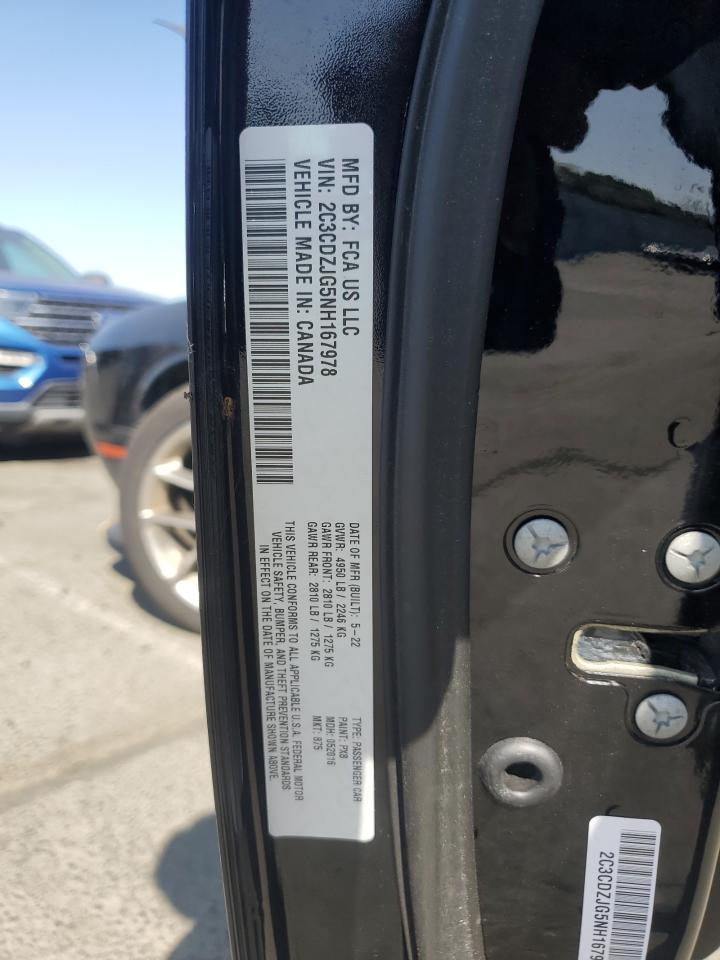 MFD BY: FCA US LLC
VIN: 2C3CDZJG5NH167978
VEHICLE MADE IN: CANADA
DATE OF MFR (BUILT): 5-22
GVWR: 4950 LB / 2246 KG
GAWR FRONT: 2810 LB / 1275 KG
GAWR REAR: 2810 LB / 1275 KG
TYPE: PASSENGER CAR
PAINT: PX8
MDH: 052016
MKT: 875
THIS VEHICLE CONFORMS TO ALL APPLICABLE U.S.A. FEDERAL MOTOR
VEHICLE SAFETY, BUMPER, AND THEFT PREVENTION STANDARDS
IN EFFECT ON THE DATE OF MANUFACTURE SHOWN ABOVE.
2C3CDZJG5NH1679